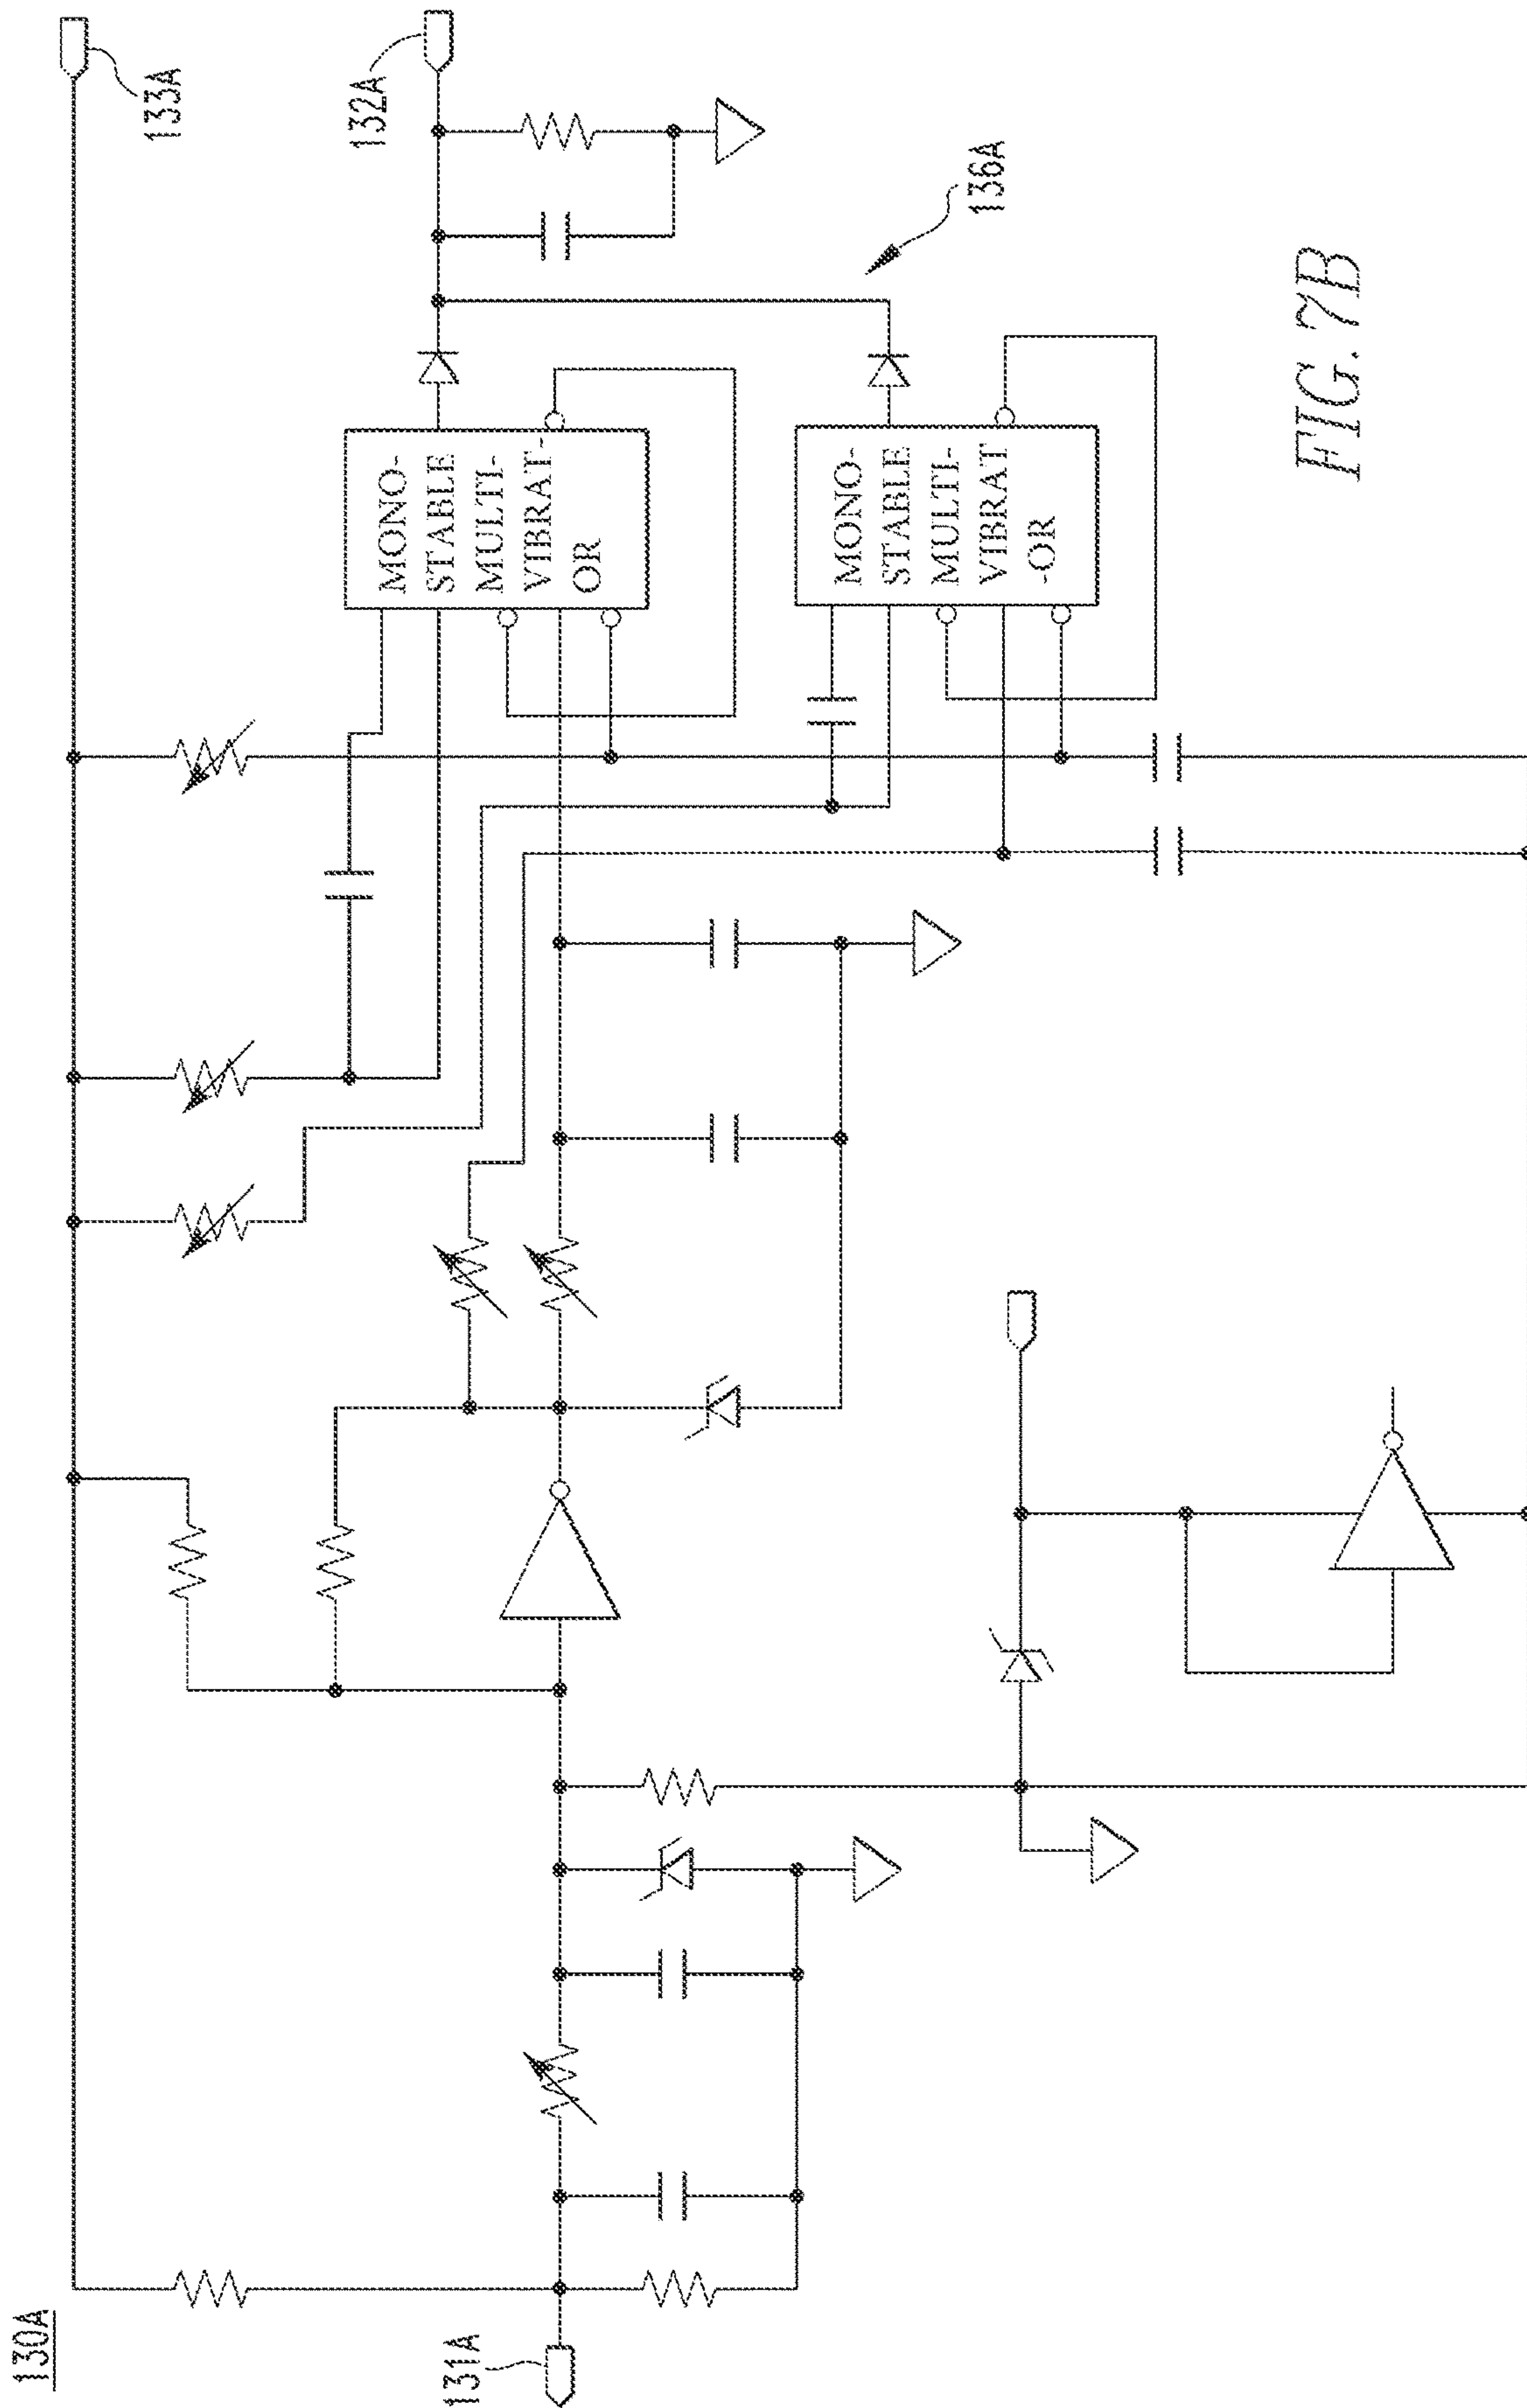 130A
133A
132A
131A
MONO-
STABLE
MULTI-
VIBRAT-
OR
136A
MONO-
STABLE
MULTI-
VIBRAT
-OR
FIG. 7B